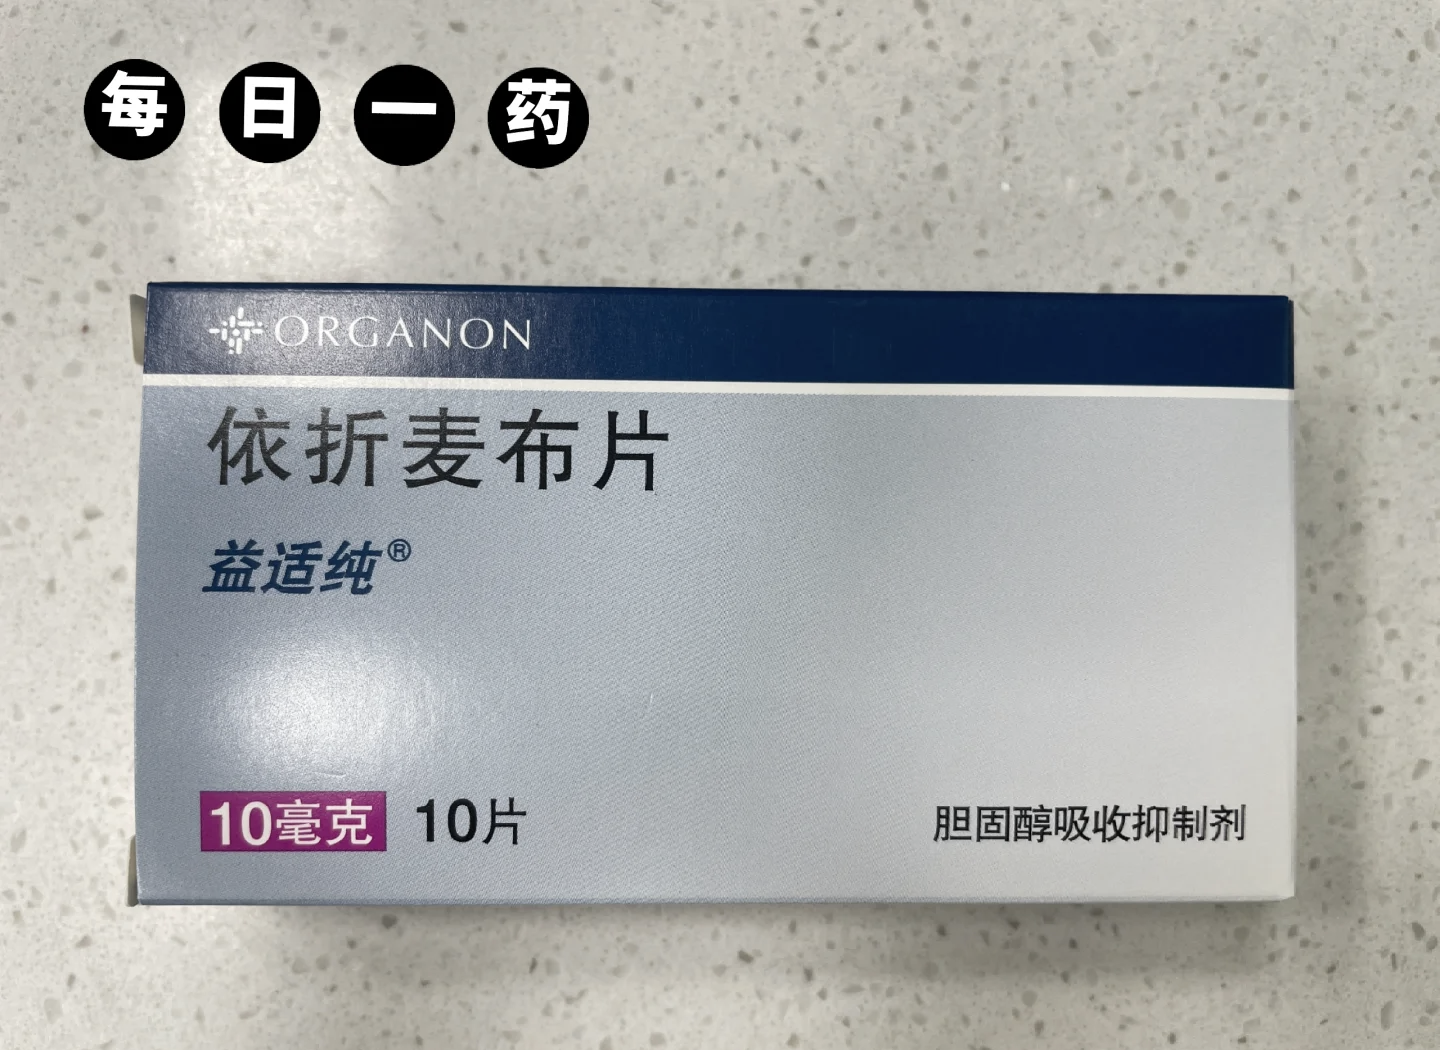 每日一药
ORGANON
依折麦布片
益适纯®
10毫克 10片
胆固醇吸收抑制剂